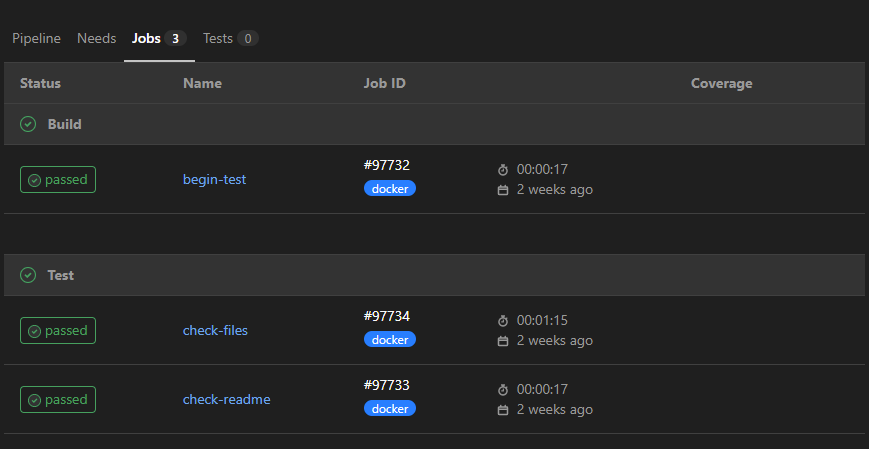 Pipeline Needs Jobs 3 Tests 0
Status Name Job ID Coverage
Build
passed begin-test #97732 docker 00:00:17 2 weeks ago
Test
passed check-files #97734 docker 00:01:15 2 weeks ago
passed check-readme #97733 docker 00:00:17 2 weeks ago